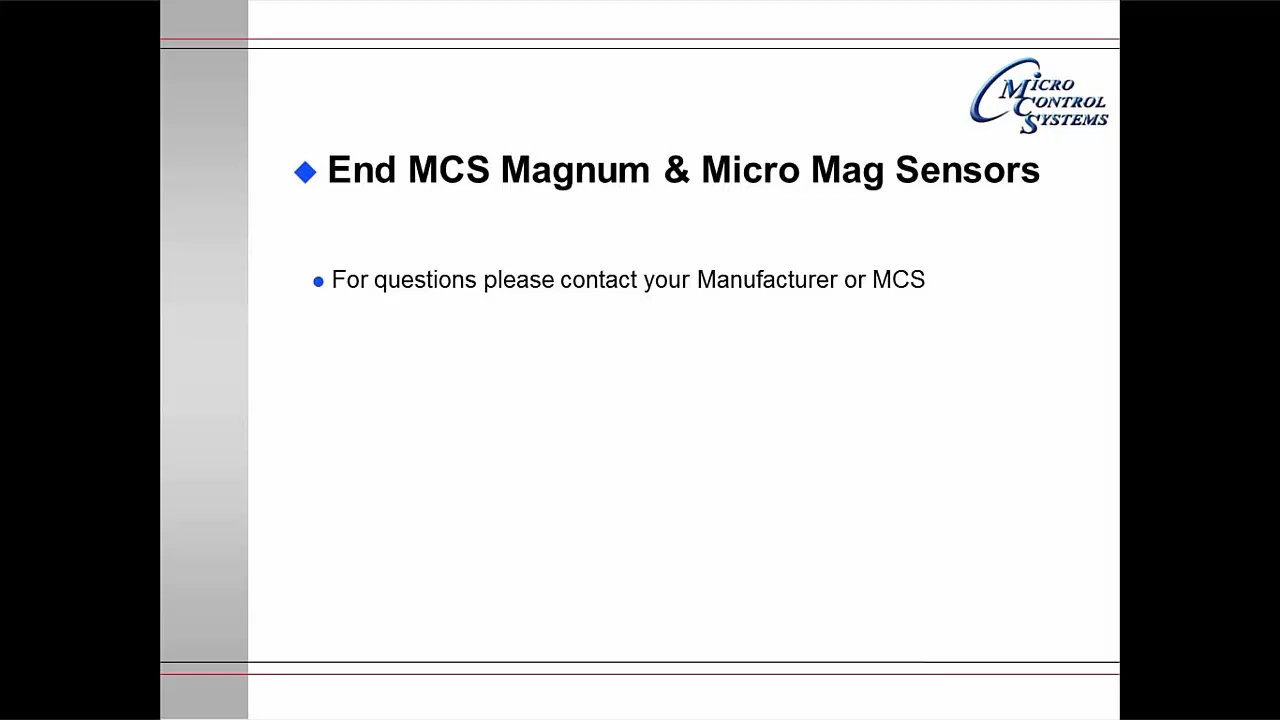 MICRO
CONTROL
SYSTEMS
End MCS Magnum & Micro Mag Sensors
For questions please contact your Manufacturer or MCS